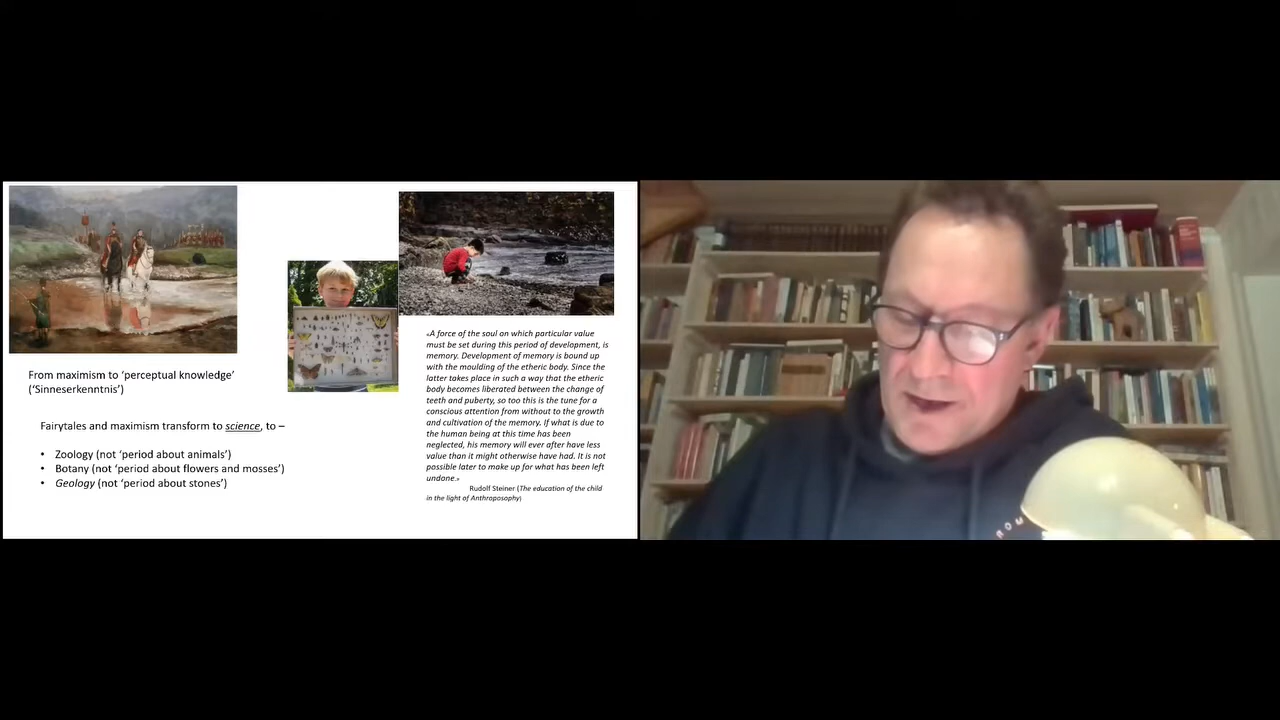 From maximism to ‘perceptual knowledge’
(‘Sinneserkenntnis’)
Fairytales and maximism transform to science, to –
• Zoology (not ‘period about animals’)
• Botany (not ‘period about flowers and mosses’)
• Geology (not ‘period about stones’)
«A force of the soul on which particular value
must be set during this period of development, is
memory. Development of memory is bound up
with the moulding of the etheric body. Since the
latter takes place in such a way that the etheric
body becomes liberated between the change of
teeth and puberty, so too this is the tune for a
conscious attention from without to the growth
and cultivation of the memory. If what is due to
the human being at this time has been
neglected, his memory will ever after have less
value than it might otherwise have had. It is not
possible later to make up for what has been left
undone.»
Rudolf Steiner (The education of the child
in the light of Anthroposophy)
ROM